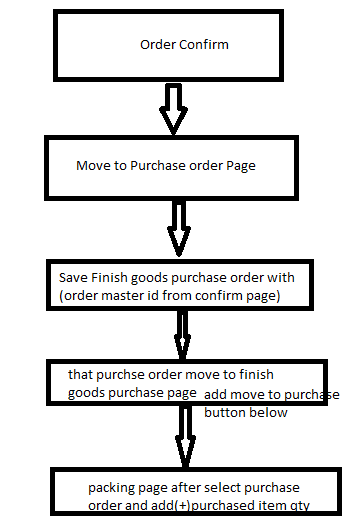 Order Confirm
Move to Purchase order Page
Save Finish goods purchase order with
(order master id from confirm page)
that purchse order move to finish
goods purchase page
add move to purchase
button below
packing page after select purchase
order and add(+)purchased item qty